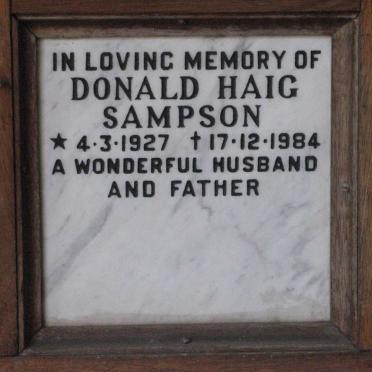 IN LOVING MEMORY OF
DONALD HAIG
SAMPSON
★ 4·3·1927 ✝ 17·12·1984
A WONDERFUL HUSBAND
AND FATHER